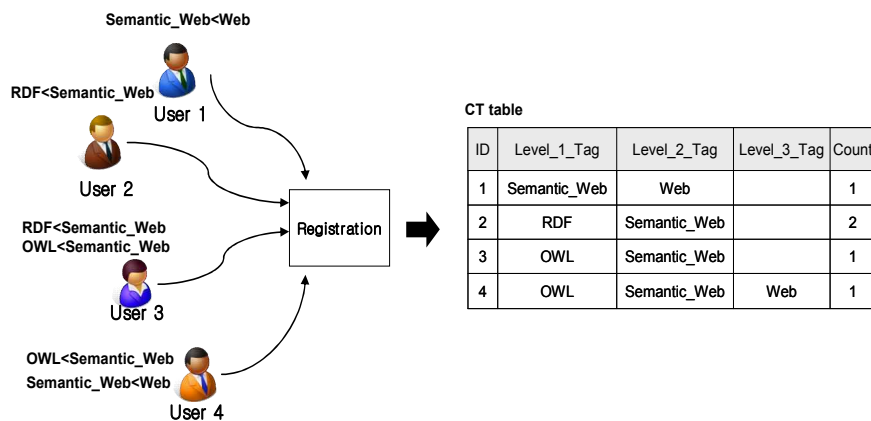 Semantic_Web<Web
User 1
RDF<Semantic_Web
User 2
RDF<Semantic_Web
OWL<Semantic_Web
User 3
OWL<Semantic_Web
Semantic_Web<Web
User 4
Registration
CT table
ID Level_1_Tag Level_2_Tag Level_3_Tag Count
1 Semantic_Web Web 1
2 RDF Semantic_Web 2
3 OWL Semantic_Web 1
4 OWL Semantic_Web Web 1